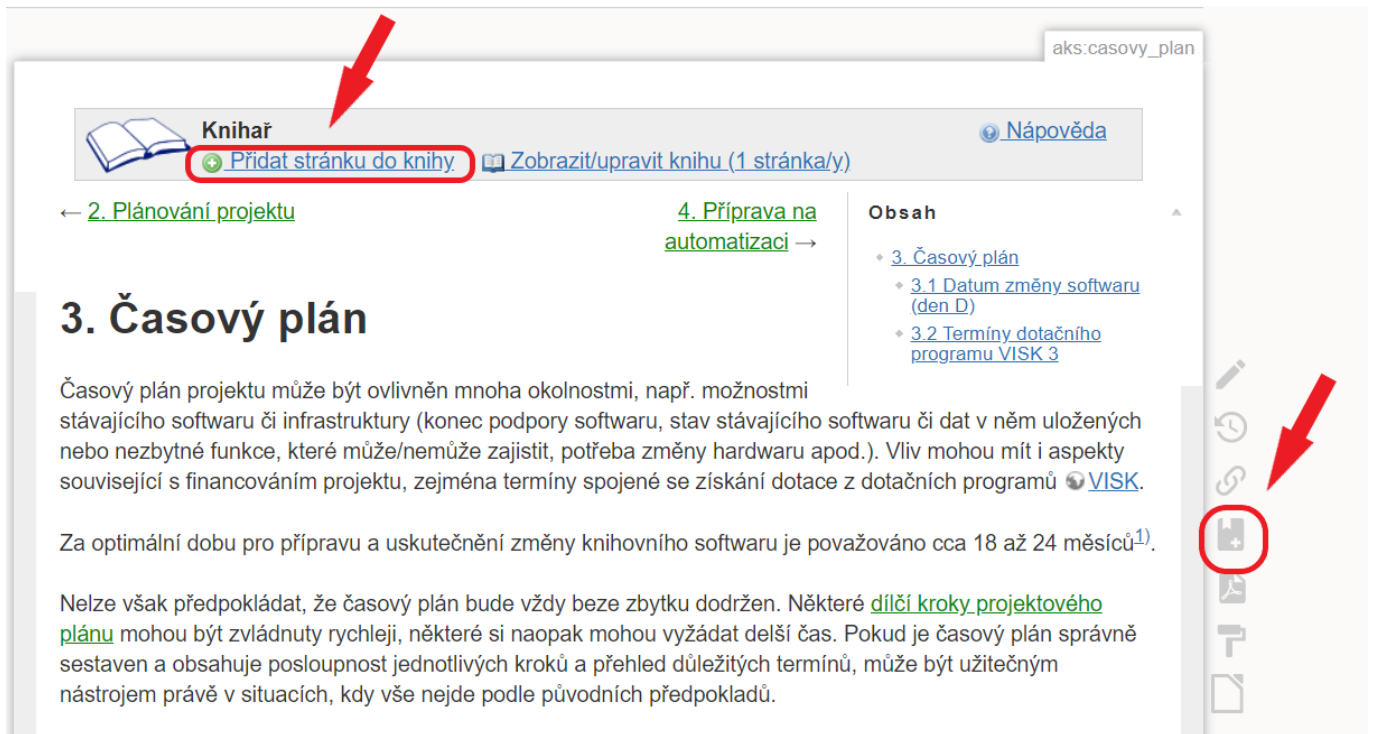 aks:casovy_plan
Knihař
Nápověda
Přidat stránku do knihy
Zobrazit/upravit knihu (1 stránka/y)
← 2. Plánování projektu
4. Příprava na
automatizaci →
Obsah
3. Časový plán
3.1 Datum změny softwaru
(den D)
3.2 Termíny dotačního
programu VISK 3
3. Časový plán
Časový plán projektu může být ovlivněn mnoha okolnostmi, např. možnostmi
stávajícího softwaru či infrastruktury (konec podpory softwaru, stav stávajícího softwaru či dat v něm uložených
nebo nezbytné funkce, které může/nemůže zajistit, potřeba změny hardwaru apod.). Vliv mohou mít i aspekty
související s financováním projektu, zejména termíny spojené se získání dotace z dotačních programů VISK.
Za optimální dobu pro přípravu a uskutečnění změny knihovního softwaru je považováno cca 18 až 24 měsíců1).
Nelze však předpokládat, že časový plán bude vždy beze zbytku dodržen. Některé dílčí kroky projektového
plánu mohou být zvládnuty rychleji, některé si naopak mohou vyžádat delší čas. Pokud je časový plán správně
sestaven a obsahuje posloupnost jednotlivých kroků a přehled důležitých termínů, může být užitečným
nástrojem právě v situacích, kdy vše nejde podle původních předpokladů.